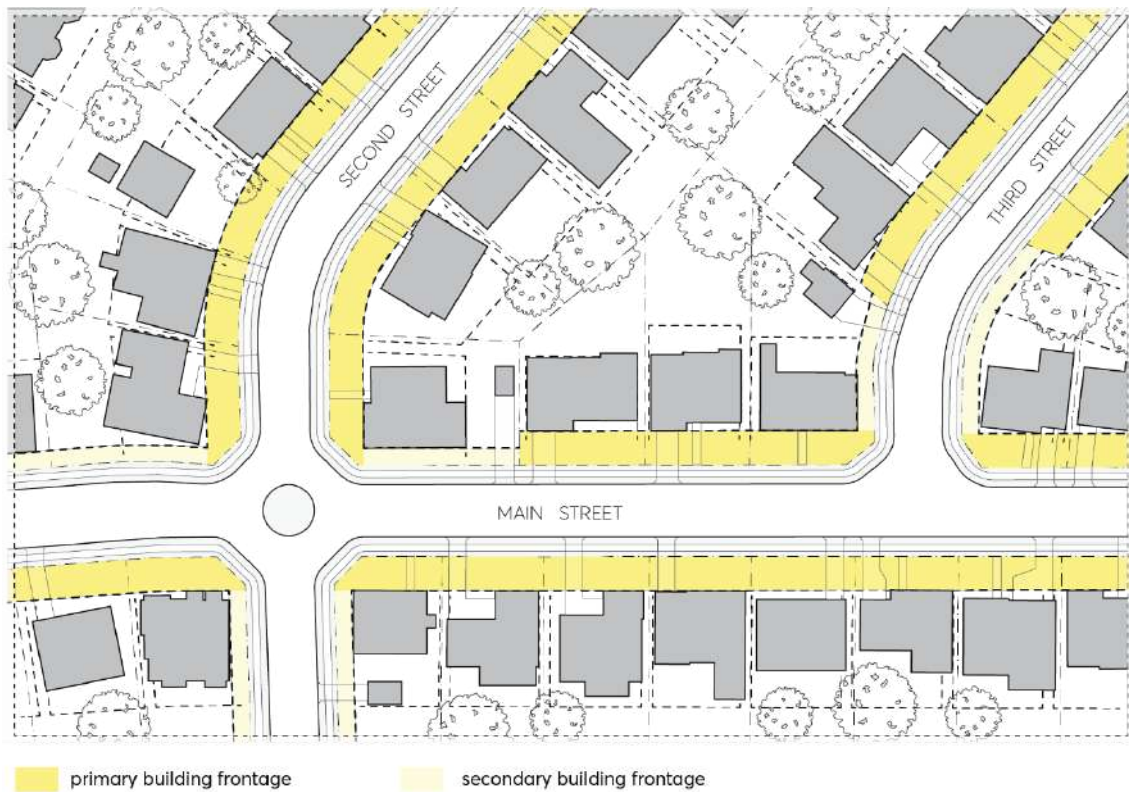 SECOND STREET
THIRD STREET
MAIN STREET
primary building frontage
secondary building frontage